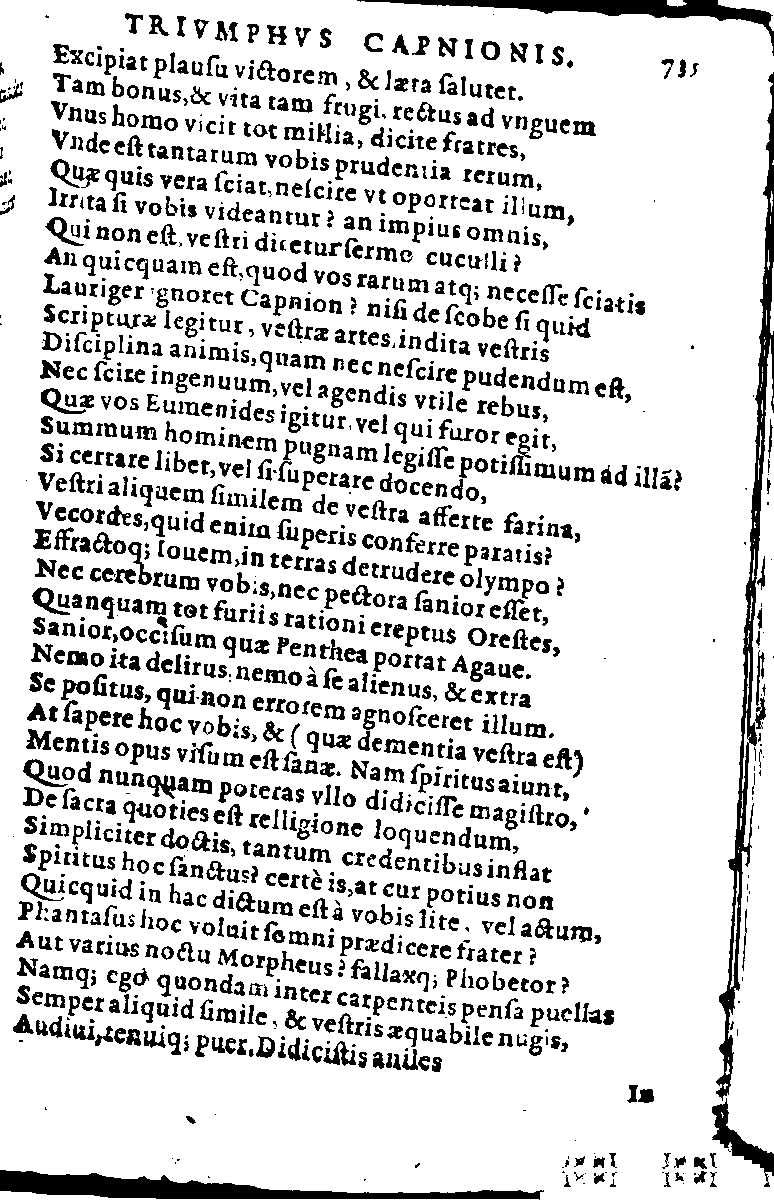 TRIVMPHVS CAPNIONIS. 735
Excipiat plauſu victorem, & læta ſalutet.
Tam bonus,& vita tam frugi, rectus ad vnguem
Vnus homo vicit tot millia, dicite fratres,
Vnde eſt tantarum vobis prudentia rerum,
Quæ quis vera ſciat,neſcire vt oporteat illum,
Irrita ſi vobis videantur? an impius omnis,
Qui non eſt, veſtri dicetur ſermo cuculli?
An quicquam eſt,quod vos rarum atq; neceſſe ſciatis
Lauriger ignoret Capnion? niſi de ſcobe ſi quid
Scripturæ legitur, veſtræ artes,indita veſtris
Diſciplina animis,quam nec neſcire pudendum eſt,
Nec ſcire ingenuum,vel agendis vtile rebus,
Quæ vos Eumenides igitur,vel qui furor egit,
Summum hominem pugnam legiſſe potiſſimum ád illã?
Si certare libet,vel ſi ſuperare docendo,
Veſtri aliquem ſimilem de veſtra afferte farina,
Vecordes,quid enim ſuperis conferre paratis?
Effractoq; Iouem,in terras detrudere olympo?
Nec cerebrum vobis,nec pectora ſanior eſſet,
Quanquam tot furiis rationi ereptus Oreſtes,
Sanior,occiſum quæ Penthea portat Agaue.
Nemo ita delirus, nemo à ſe alienus, & extra
Se poſitus, qui non errorem agnoſceret illum.
At ſapere hoc vobis, & ( quæ dementia veſtra eſt)
Mentis opus viſum eſt ſanæ. Nam ſpiritus aiunt,
Quod nunquam poteras vllo didiciſſe magiſtro,
De ſacra quoties eſt relligione loquendum,
Simpliciter doctis, tantum credentibus inflat
Spiritus hoc ſanctus? certè is,at cur potius non
Quicquid in hac dictum eſt à vobis lite, vel actum,
Phantaſus hoc voluit ſomni prædicere frater?
Aut varius noctu Morpheus? fallaxq; Phobetor?
Namq; ego quondam inter carpenteis penſa puellas
Semper aliquid ſimile, & veſtris æquabile nugis,
Audiui,tenuiq; puer.Didiciſtis aniles
In